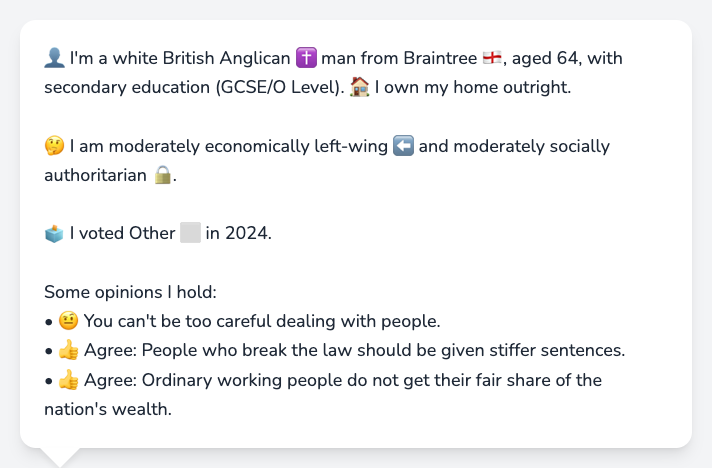 👤 I'm a white British Anglican ✝️ man from Braintree 🏴󠁧󠁢󠁥󠁮󠁧󠁿, aged 64, with
secondary education (GCSE/O Level). 🏠 I own my home outright.
🤔 I am moderately economically left-wing ⬅️ and moderately socially
authoritarian 🔒.
🗳️ I voted Other ⬜ in 2024.
Some opinions I hold:
• 🤨 You can't be too careful dealing with people.
• 👍 Agree: People who break the law should be given stiffer sentences.
• 👍 Agree: Ordinary working people do not get their fair share of the
nation's wealth.